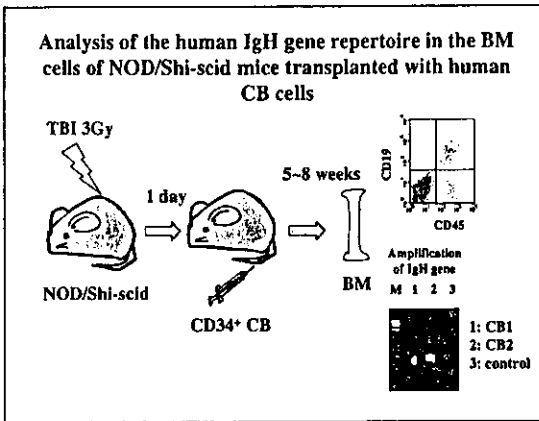 Analysis of the human IgH gene repertoire in the BM
cells of NOD/Shi-scid mice transplanted with human
CB cells
TBI 3Gy
1 day
5~8 weeks
CD19
CD45
NOD/Shi-scid
CD34+ CB
BM
Amplification
of IgH gene
M 1 2 3
1: CB1
2: CB2
3: control